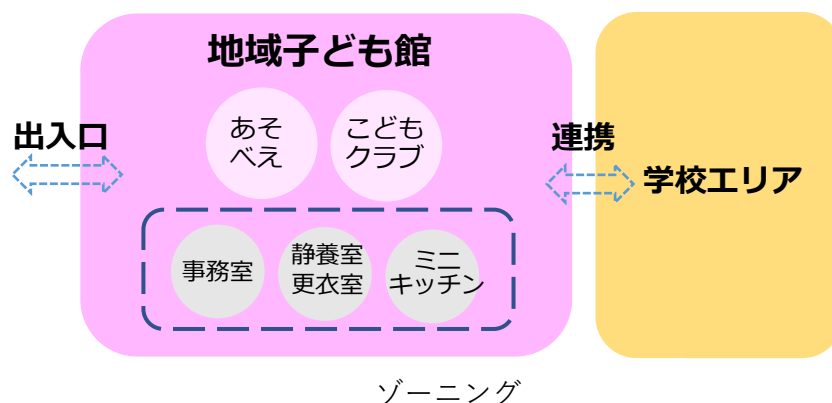 地域子ども館
出入口
あそ
べえ
こども
クラブ
連携
学校エリア
事務室
静養室
更衣室
ミニ
キッチン
ゾーニング